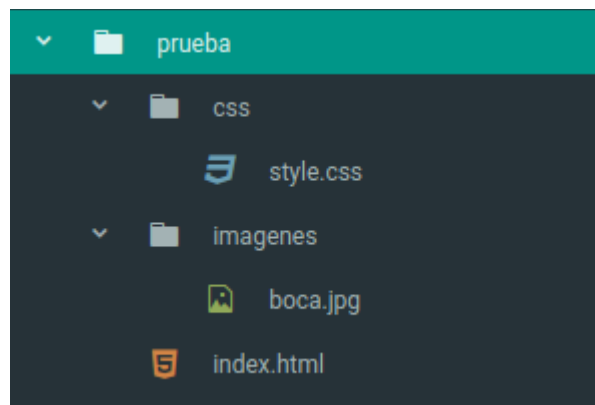 prueba
css
style.css
imagenes
boca.jpg
index.html